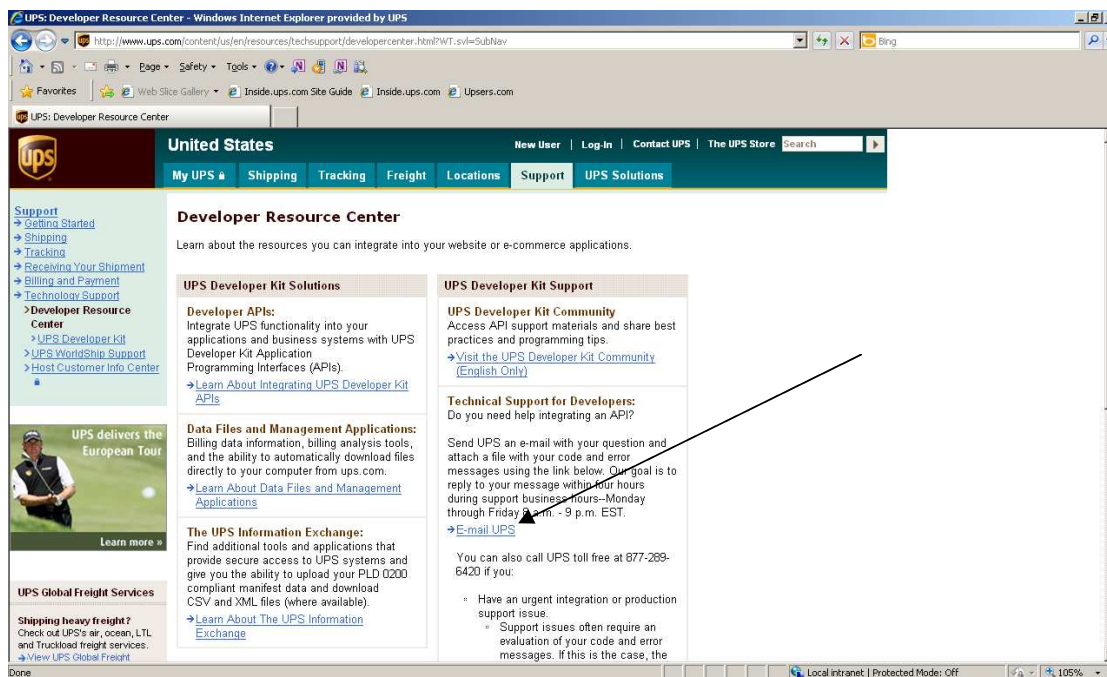 UPS: Developer Resource Center - Windows Internet Explorer provided by UPS
http://www.ups.com/content/us/en/resources/techsupport/developercenter.html?WT.svl=SubNav
Bing
Page
Safety
Tools
Favorites
Web Slice Gallery
Inside.ups.com Site Guide
Inside.ups.com
Upsers.com
UPS: Developer Resource Center
ups
United States
New User | Log-In | Contact UPS | The UPS Store
Search
My UPS
Shipping
Tracking
Freight
Locations
Support
UPS Solutions
Support
Getting Started
Shipping
Tracking
Receiving Your Shipment
Billing and Payment
Technology Support
Developer Resource
Center
UPS Developer Kit
UPS WorldShip Support
Host Customer Info Center
UPS delivers the
European Tour
Learn more »
UPS Global Freight Services
Shipping heavy freight?
Check out UPS's air, ocean, LTL
and Truckload freight services.
View UPS Global Freight
Developer Resource Center
Learn about the resources you can integrate into your website or e-commerce applications.
UPS Developer Kit Solutions
Developer APIs:
Integrate UPS functionality into your
applications and business systems with UPS
Developer Kit Application
Programming Interfaces (APIs).
Learn About Integrating UPS Developer Kit
APIs
Data Files and Management Applications:
Billing data information, billing analysis tools,
and the ability to automatically download files
directly to your computer from ups.com.
Learn About Data Files and Management
Applications
The UPS Information Exchange:
Find additional tools and applications that
provide secure access to UPS systems and
give you the ability to upload your PLD 0200
compliant manifest data and download
CSV and XML files (where available).
Learn About The UPS Information
Exchange
UPS Developer Kit Support
UPS Developer Kit Community
Access API support materials and share best
practices and programming tips.
Visit the UPS Developer Kit Community
(English Only)
Technical Support for Developers:
Do you need help integrating an API?
Send UPS an e-mail with your question and
attach a file with your code and error
messages using the link below. Our goal is to
reply to your message within four hours
during support business hours--Monday
through Friday 8 a.m. - 9 p.m. EST.
E-mail UPS
You can also call UPS toll free at 877-289-
6420 if you:
Have an urgent integration or production
support issue.
Support issues often require an
evaluation of your code and error
messages. If this is the case, the
Done
Local intranet | Protected Mode: Off
105%